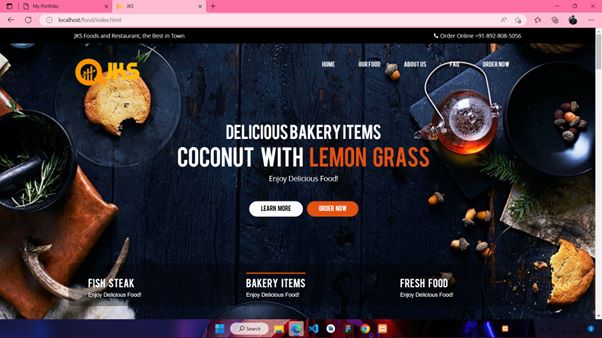 My Portfolio
JKS
localhost/food/index.html
JKS Foods and Restaurant, the Best in Town
Order Online +91-892-808-5056
JKS
HOME
OUR FOOD
ABOUT US
FAQ
ORDER NOW
DELICIOUS BAKERY ITEMS
COCONUT WITH LEMON GRASS
Enjoy Delicious Food!
LEARN MORE
ORDER NOW
FISH STEAK
BAKERY ITEMS
FRESH FOOD
Enjoy Delicious Food!
Enjoy Delicious Food!
Enjoy Delicious Food!
Search